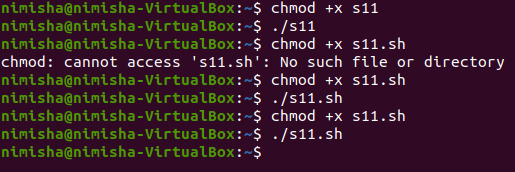 nimisha@nimisha-VirtualBox:~$ chmod +x s11
nimisha@nimisha-VirtualBox:~$ ./s11
nimisha@nimisha-VirtualBox:~$ chmod +x s11.sh
chmod: cannot access 's11.sh': No such file or directory
nimisha@nimisha-VirtualBox:~$ chmod +x s11.sh
nimisha@nimisha-VirtualBox:~$ ./s11.sh
nimisha@nimisha-VirtualBox:~$ chmod +x s11.sh
nimisha@nimisha-VirtualBox:~$ ./s11.sh
nimisha@nimisha-VirtualBox:~$